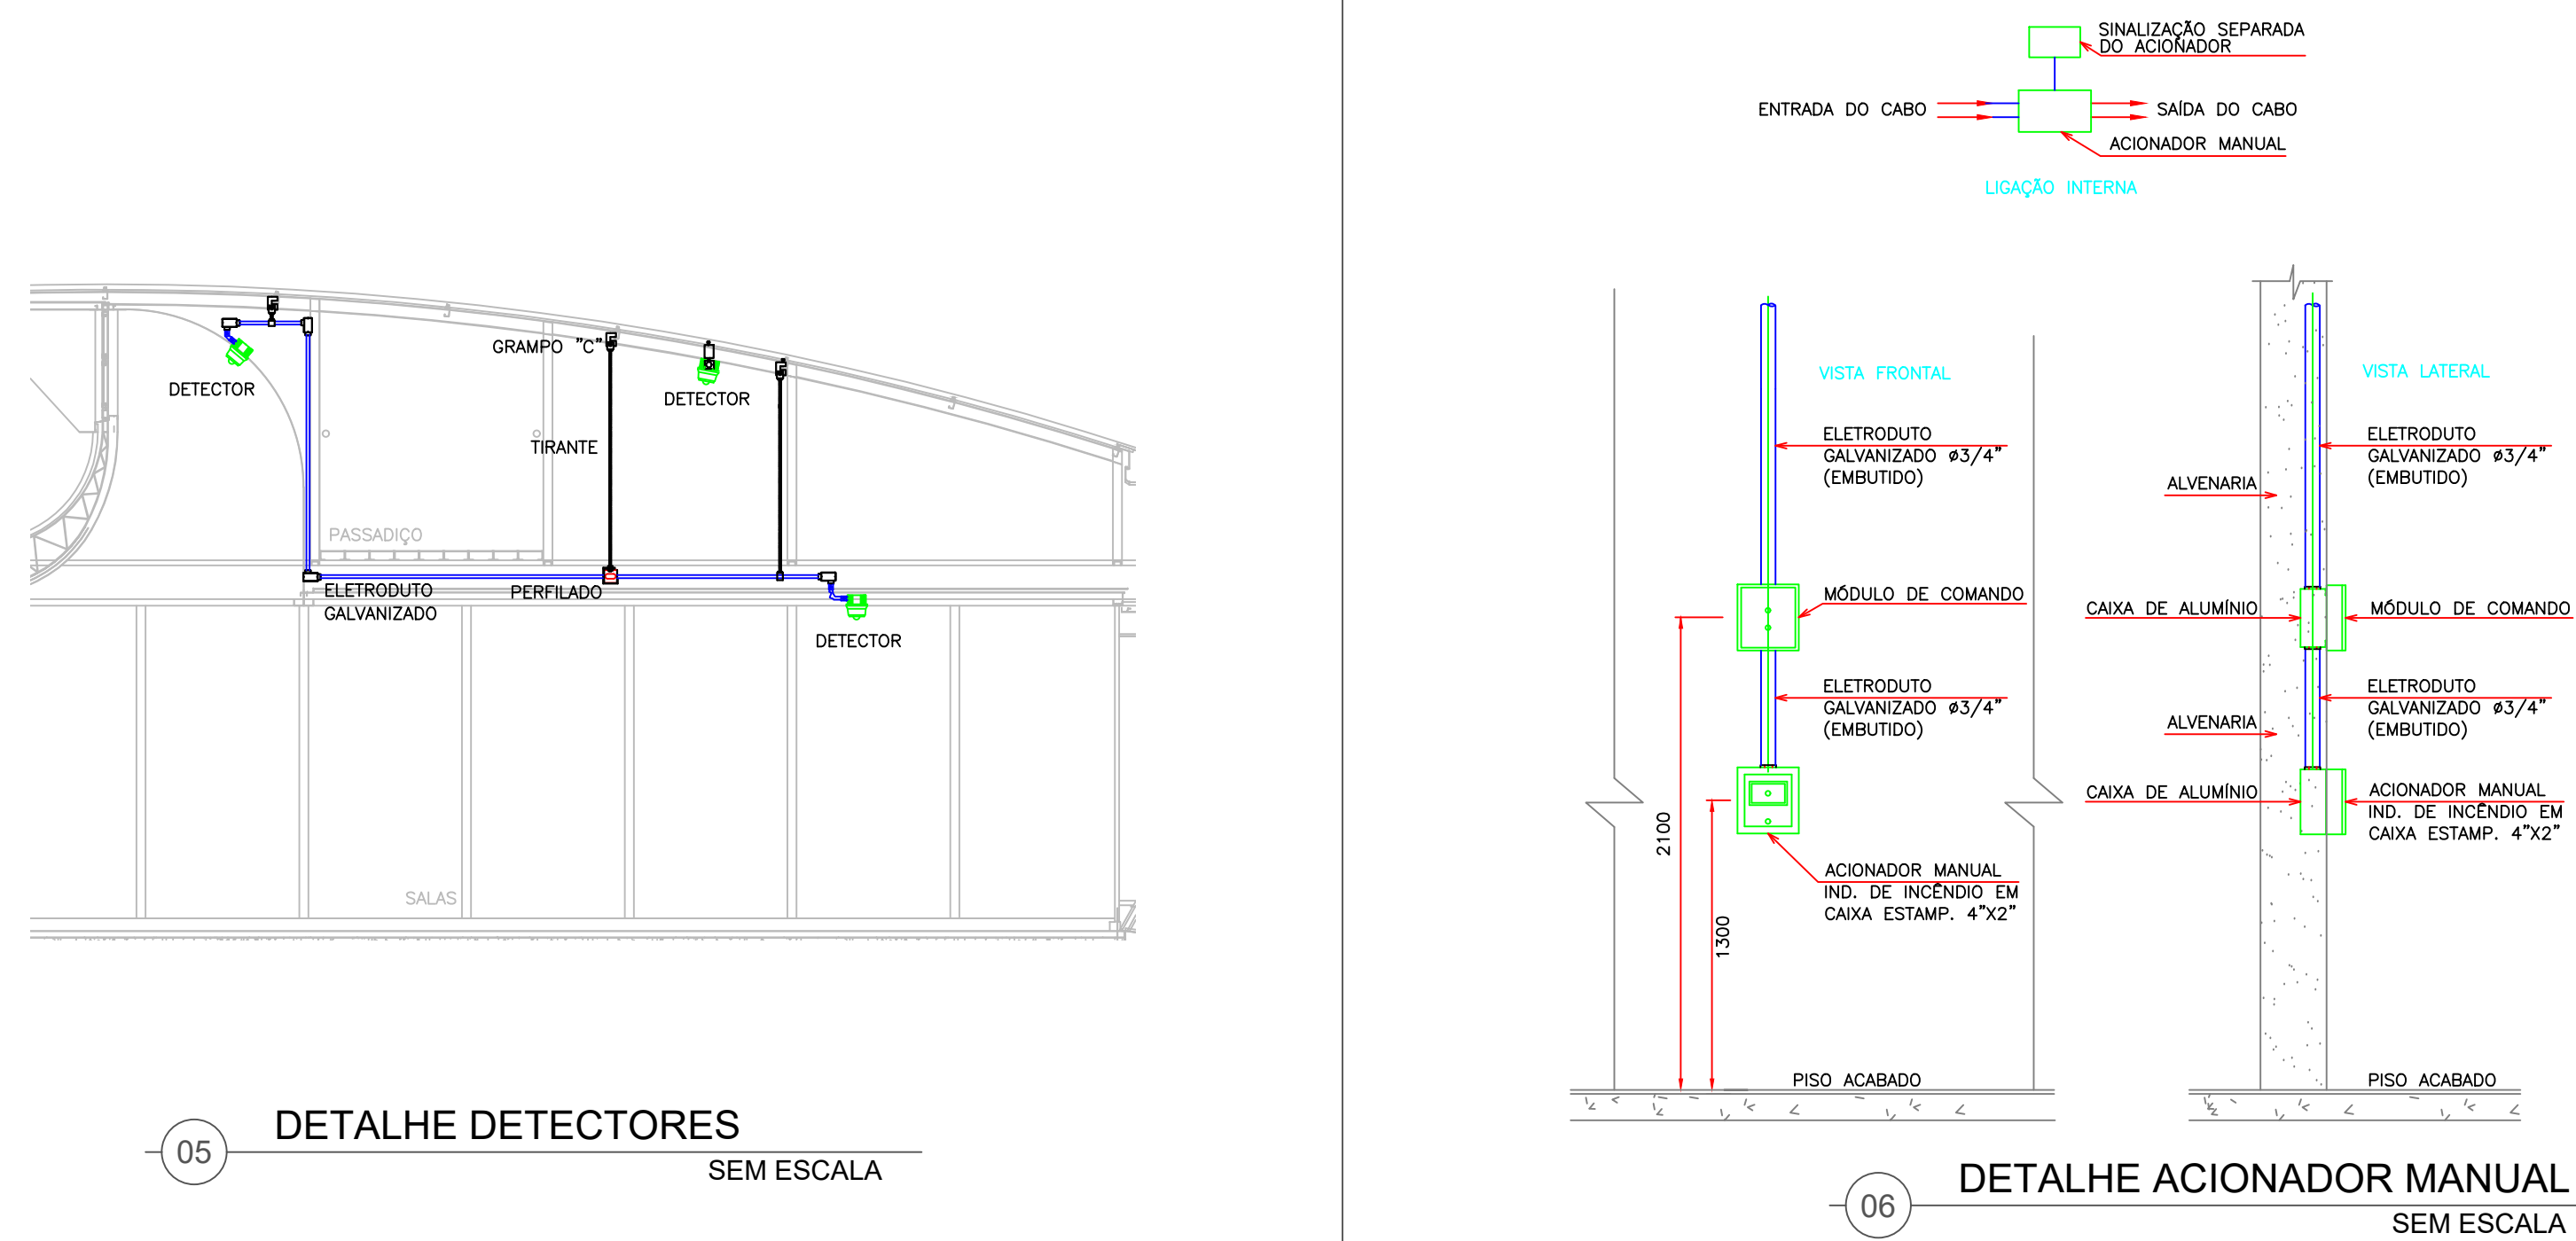 GRAMPO "C"
DETECTOR
DETECTOR
TIRANTE
PASSADIÇO
ELETRODUTO
GALVANIZADO
PERFILADO
DETECTOR
SALAS
05
DETALHE DETECTORES
SEM ESCALA
SINALIZAÇÃO SEPARADA
DO ACIONADOR
ENTRADA DO CABO
SAÍDA DO CABO
ACIONADOR MANUAL
LIGAÇÃO INTERNA
VISTA FRONTAL
ELETRODUTO
GALVANIZADO ø3/4"
(EMBUTIDO)
MÓDULO DE COMANDO
ELETRODUTO
GALVANIZADO ø3/4"
(EMBUTIDO)
2100
1300
ACIONADOR MANUAL
IND. DE INCÊNDIO EM
CAIXA ESTAMP. 4"X2"
PISO ACABADO
VISTA LATERAL
ELETRODUTO
GALVANIZADO ø3/4"
(EMBUTIDO)
ALVENARIA
CAIXA DE ALUMÍNIO
MÓDULO DE COMANDO
ELETRODUTO
GALVANIZADO ø3/4"
(EMBUTIDO)
ALVENARIA
CAIXA DE ALUMÍNIO
ACIONADOR MANUAL
IND. DE INCÊNDIO EM
CAIXA ESTAMP. 4"X2"
PISO ACABADO
06
DETALHE ACIONADOR MANUAL
SEM ESCALA